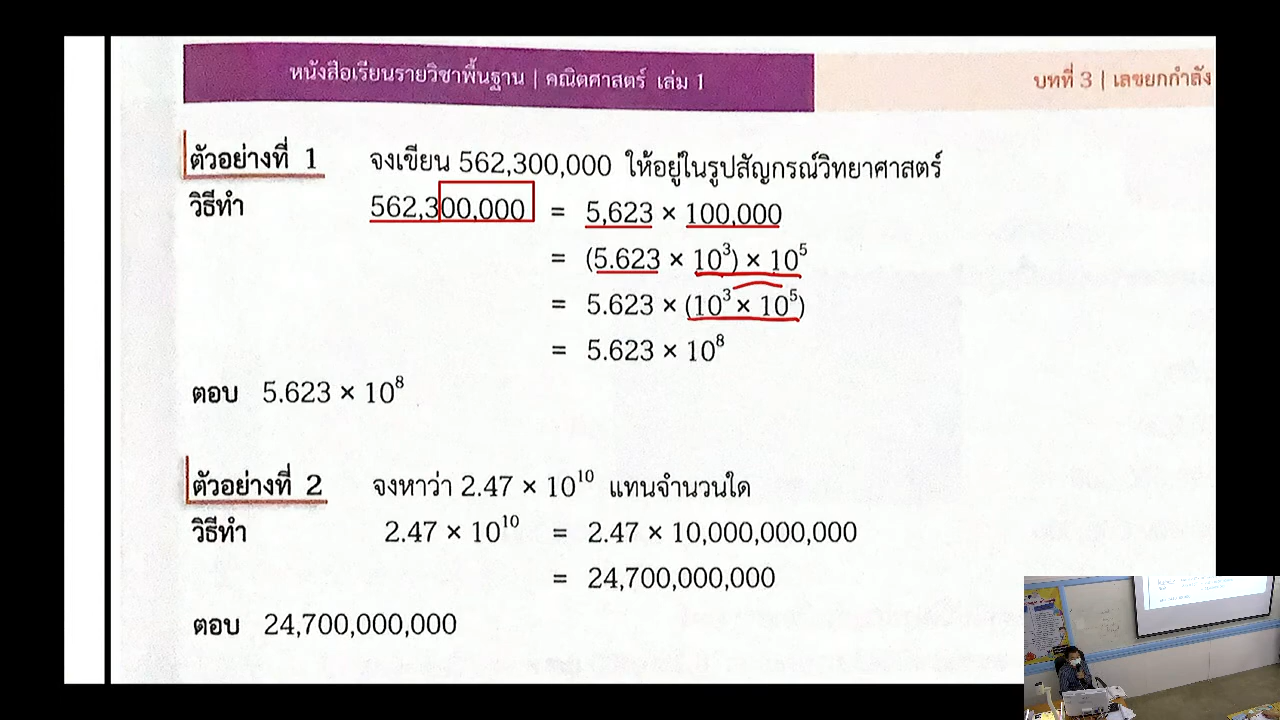 หนังสือเรียนรายวิชาพื้นฐาน | คณิตศาสตร์ เล่ม 1
บทที่ 3 | เลขยกกำลัง
ตัวอย่างที่ 1 จงเขียน 562,300,000 ให้อยู่ในรูปสัญกรณ์วิทยาศาสตร์
วิธีทำ 562,300,000 = 5,623 × 100,000
= (5.623 × 10³) × 10⁵
= 5.623 × (10³ × 10⁵)
= 5.623 × 10⁸
ตอบ 5.623 × 10⁸
ตัวอย่างที่ 2 จงหาว่า 2.47 × 10¹⁰ แทนจำนวนใด
วิธีทำ 2.47 × 10¹⁰ = 2.47 × 10,000,000,000
= 24,700,000,000
ตอบ 24,700,000,000